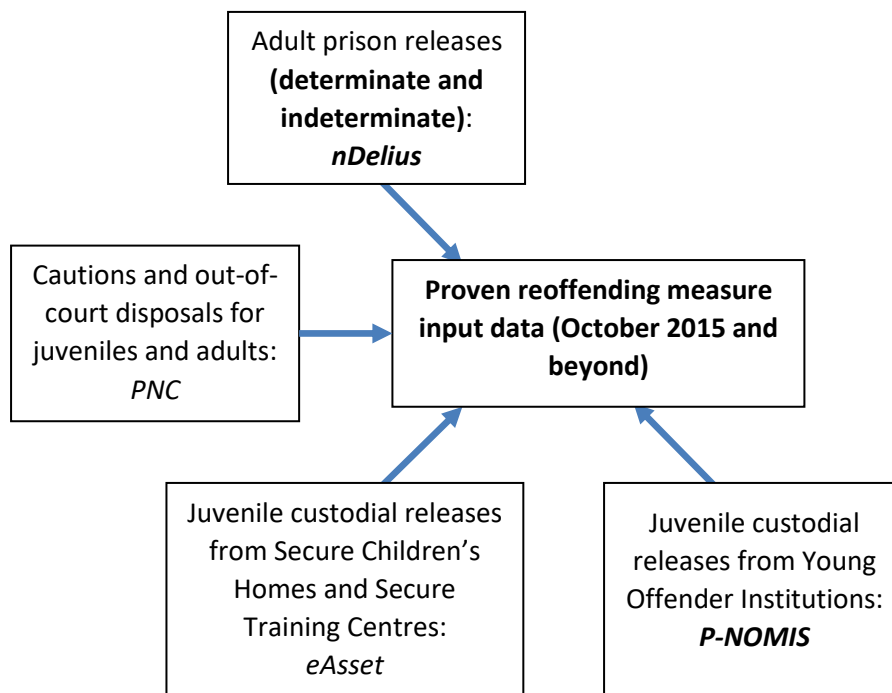 Adult prison releases
(determinate and
indeterminate):
nDelius
Cautions and out-of-
court disposals for
juveniles and adults:
PNC
Proven reoffending measure
input data (October 2015 and
beyond)
Juvenile custodial releases
from Secure Children’s
Homes and Secure
Training Centres:
eAsset
Juvenile custodial
releases from Young
Offender Institutions:
P-NOMIS